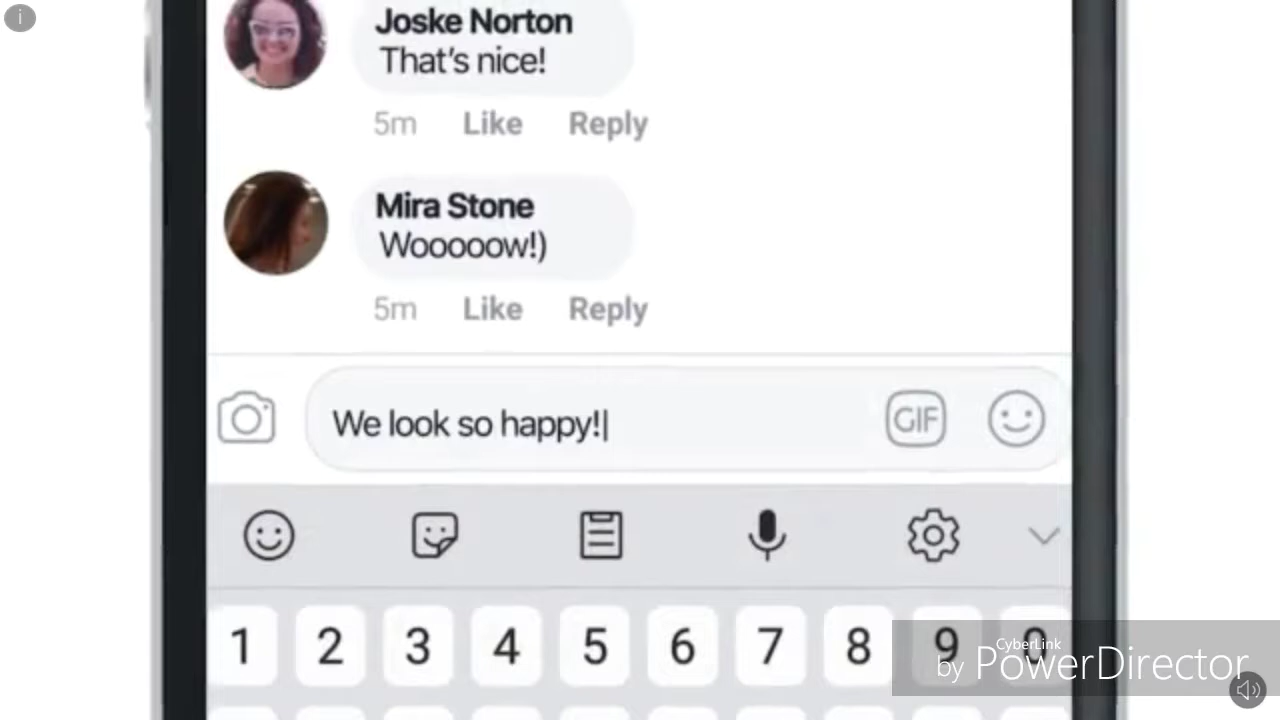 Joske Norton
That's nice!
5m Like Reply
Mira Stone
Wooooow!)
5m Like Reply
We look so happy!|
GIF
1 2 3 4 5 6 7 8 9 0
CyberLink
by PowerDirector